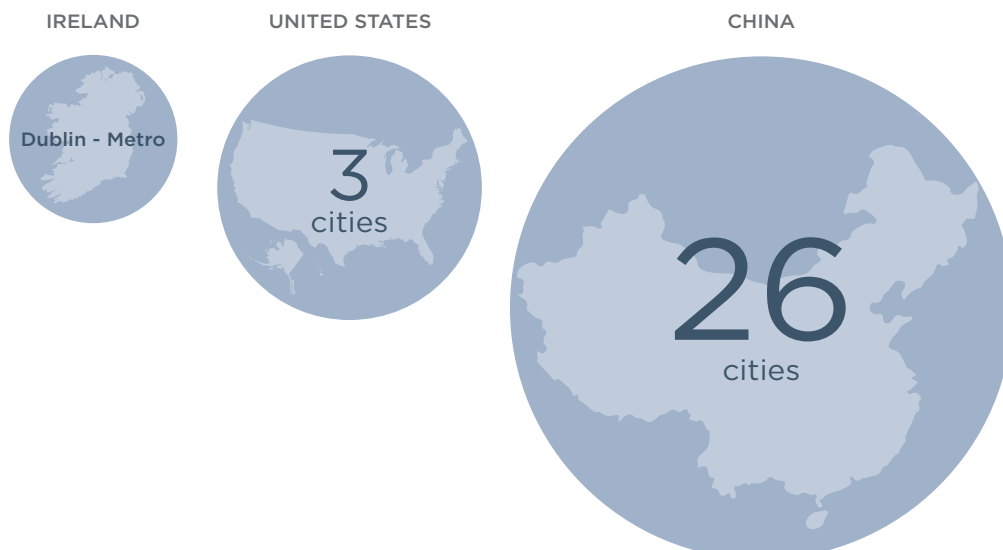 IRELAND
Dublin - Metro
UNITED STATES
3
cities
CHINA
26
cities